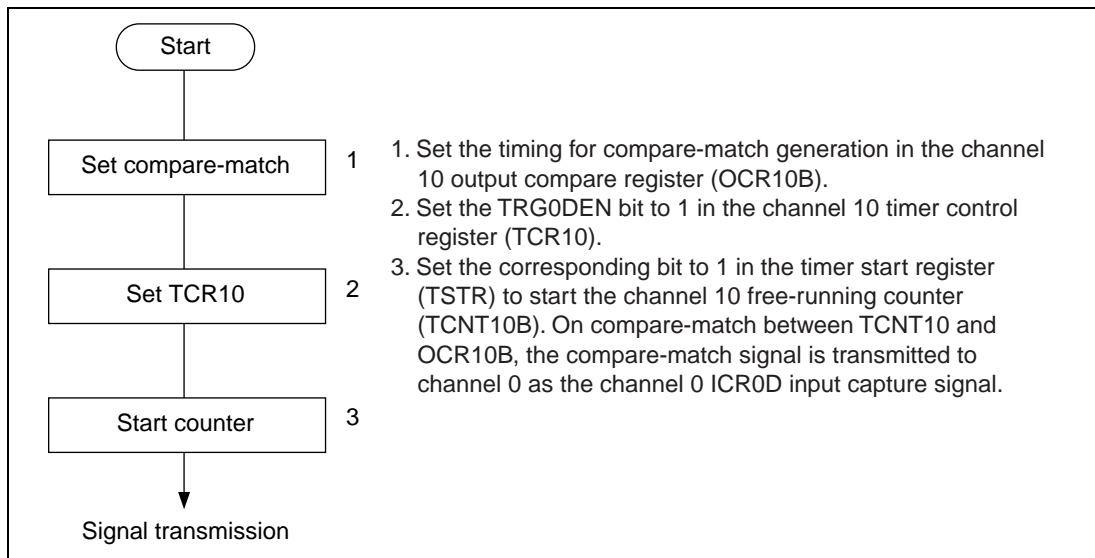 Start
Set compare-match
1
Set TCR10
2
Start counter
3
Signal transmission
1. Set the timing for compare-match generation in the channel
10 output compare register (OCR10B).
2. Set the TRG0DEN bit to 1 in the channel 10 timer control
register (TCR10).
3. Set the corresponding bit to 1 in the timer start register
(TSTR) to start the channel 10 free-running counter
(TCNT10B). On compare-match between TCNT10 and
OCR10B, the compare-match signal is transmitted to
channel 0 as the channel 0 ICR0D input capture signal.